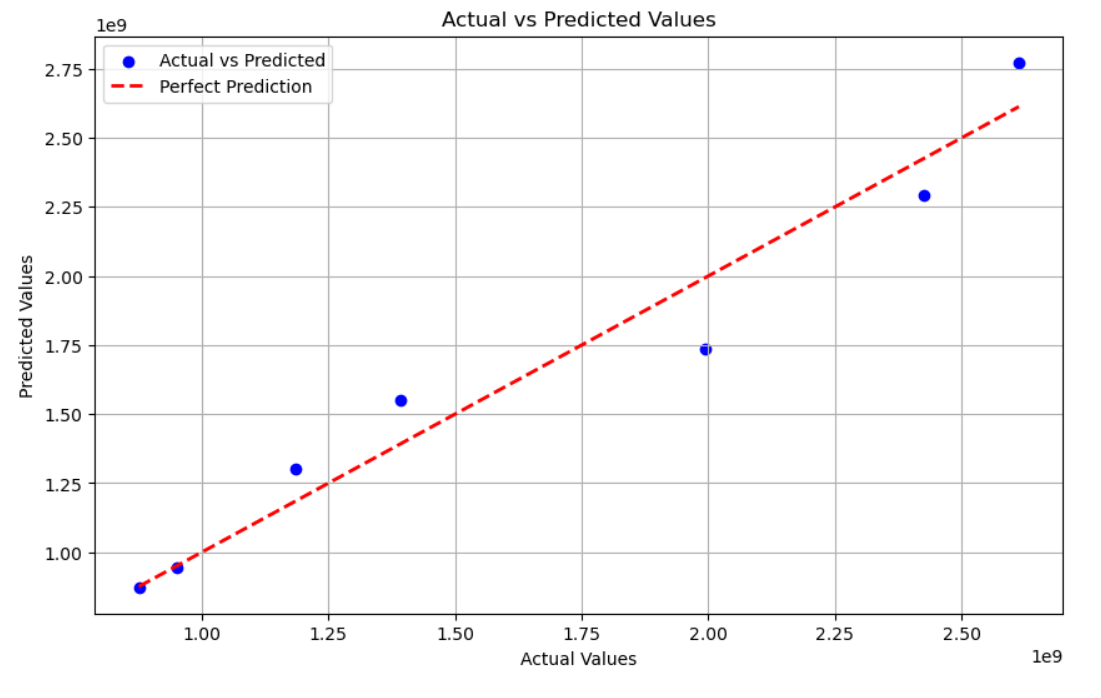 Actual vs Predicted Values
1e9
Actual vs Predicted
Perfect Prediction
2.75
2.50
2.25
2.00
1.75
1.50
1.25
1.00
Predicted Values
1.00 1.25 1.50 1.75 2.00 2.25 2.50
Actual Values
1e9